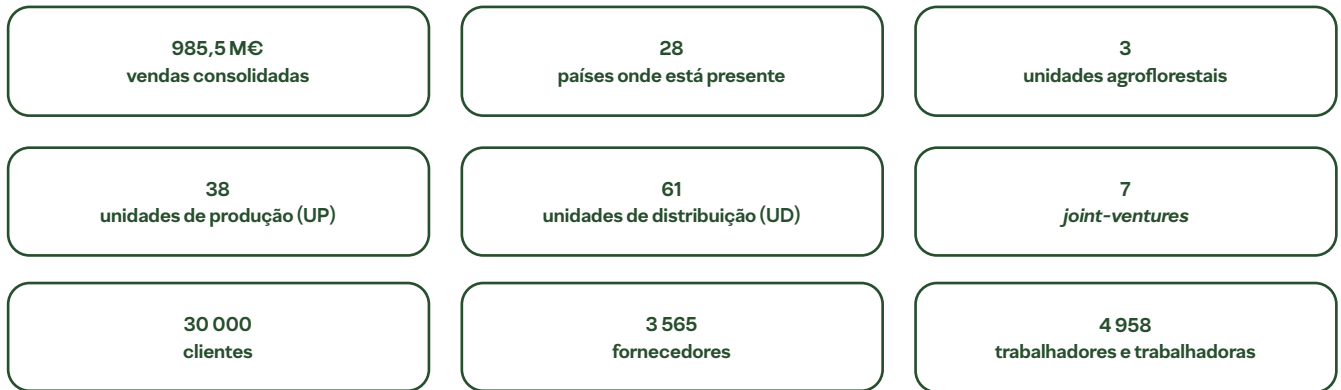 985,5 M€
vendas consolidadas
28
países onde está presente
3
unidades agroflorestais
38
unidades de produção (UP)
61
unidades de distribuição (UD)
7
joint-ventures
30 000
clientes
3 565
fornecedores
4 958
trabalhadores e trabalhadoras